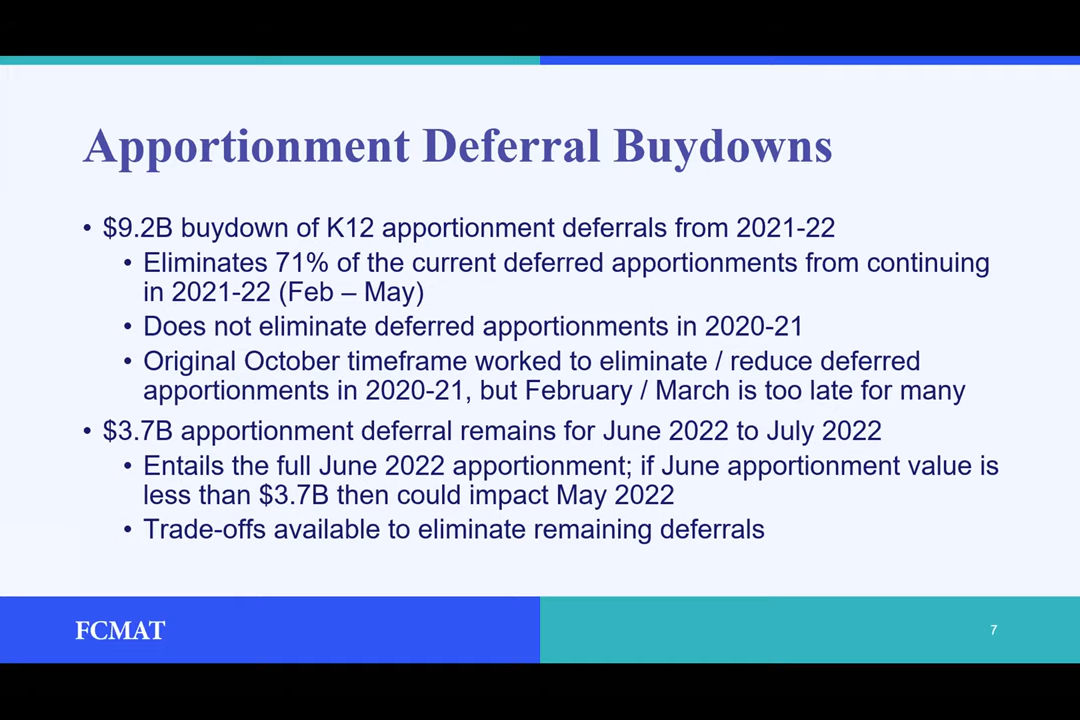 Apportionment Deferral Buydowns
• $9.2B buydown of K12 apportionment deferrals from 2021-22
• Eliminates 71% of the current deferred apportionments from continuing
in 2021-22 (Feb – May)
• Does not eliminate deferred apportionments in 2020-21
• Original October timeframe worked to eliminate / reduce deferred
apportionments in 2020-21, but February / March is too late for many
• $3.7B apportionment deferral remains for June 2022 to July 2022
• Entails the full June 2022 apportionment; if June apportionment value is
less than $3.7B then could impact May 2022
• Trade-offs available to eliminate remaining deferrals
FCMAT
7